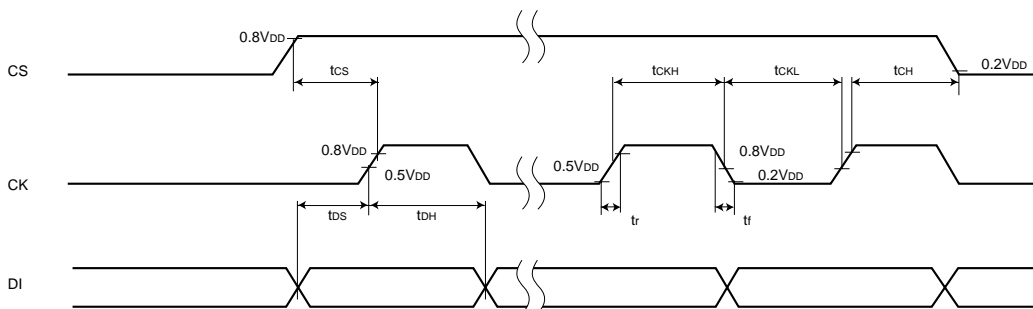 0.8VDD
CS
tCS
tCKH
tCKL
tCH
0.2VDD
0.8VDD
0.5VDD
0.5VDD
0.8VDD
0.2VDD
CK
tDS
tDH
tr
tf
DI